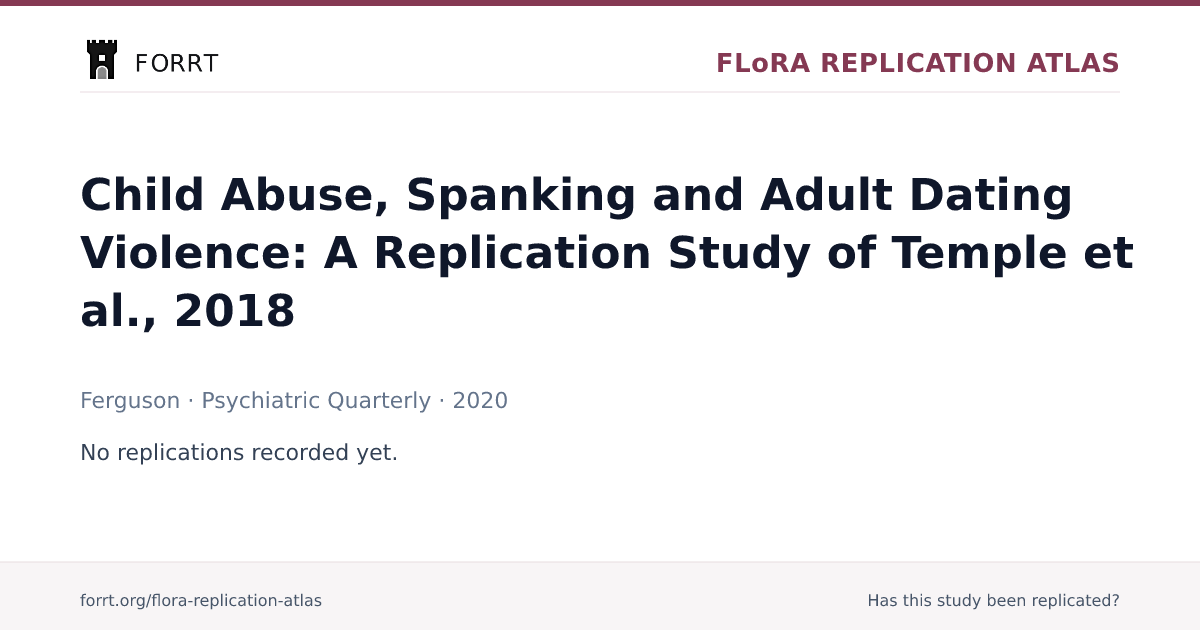 FORRT
FLoRA REPLICATION ATLAS
Child Abuse, Spanking and Adult Dating
Violence: A Replication Study of Temple et
al., 2018
Ferguson · Psychiatric Quarterly · 2020
No replications recorded yet.
forrt.org/flora-replication-atlas
Has this study been replicated?